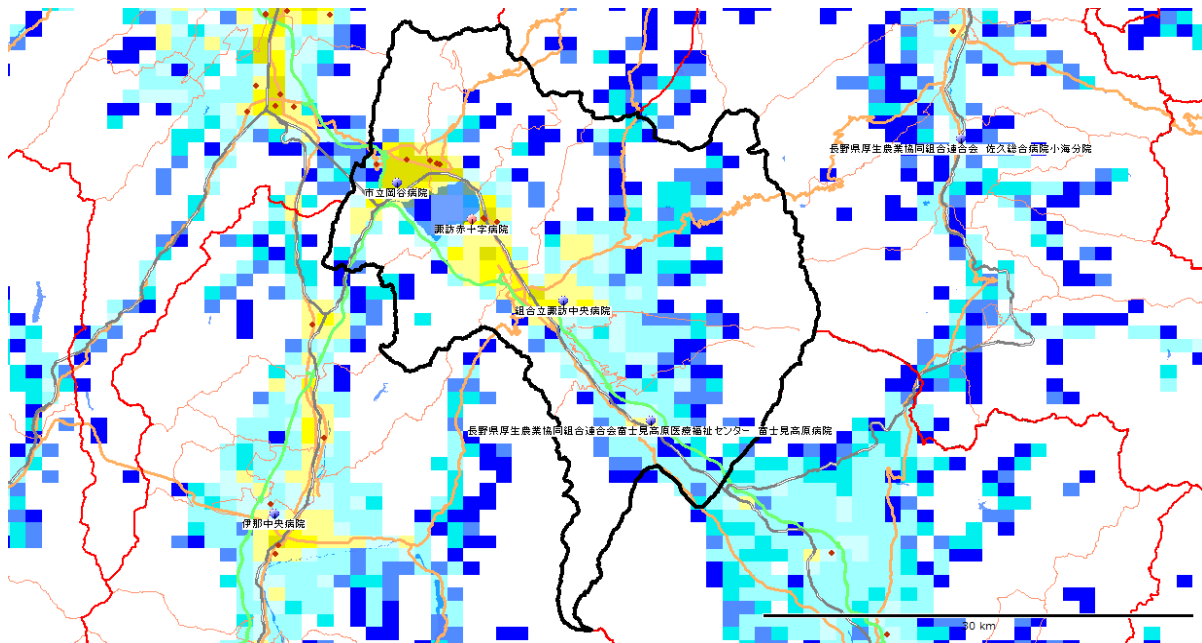 長野県厚生農業協同組合連合会 佐久総合病院小海分院
市立岡谷病院
諏訪赤十字病院
組合立諏訪中央病院
長野県厚生農業協同組合連合会富士見高原医療福祉センター 富士見高原病院
伊那中央病院
30 km